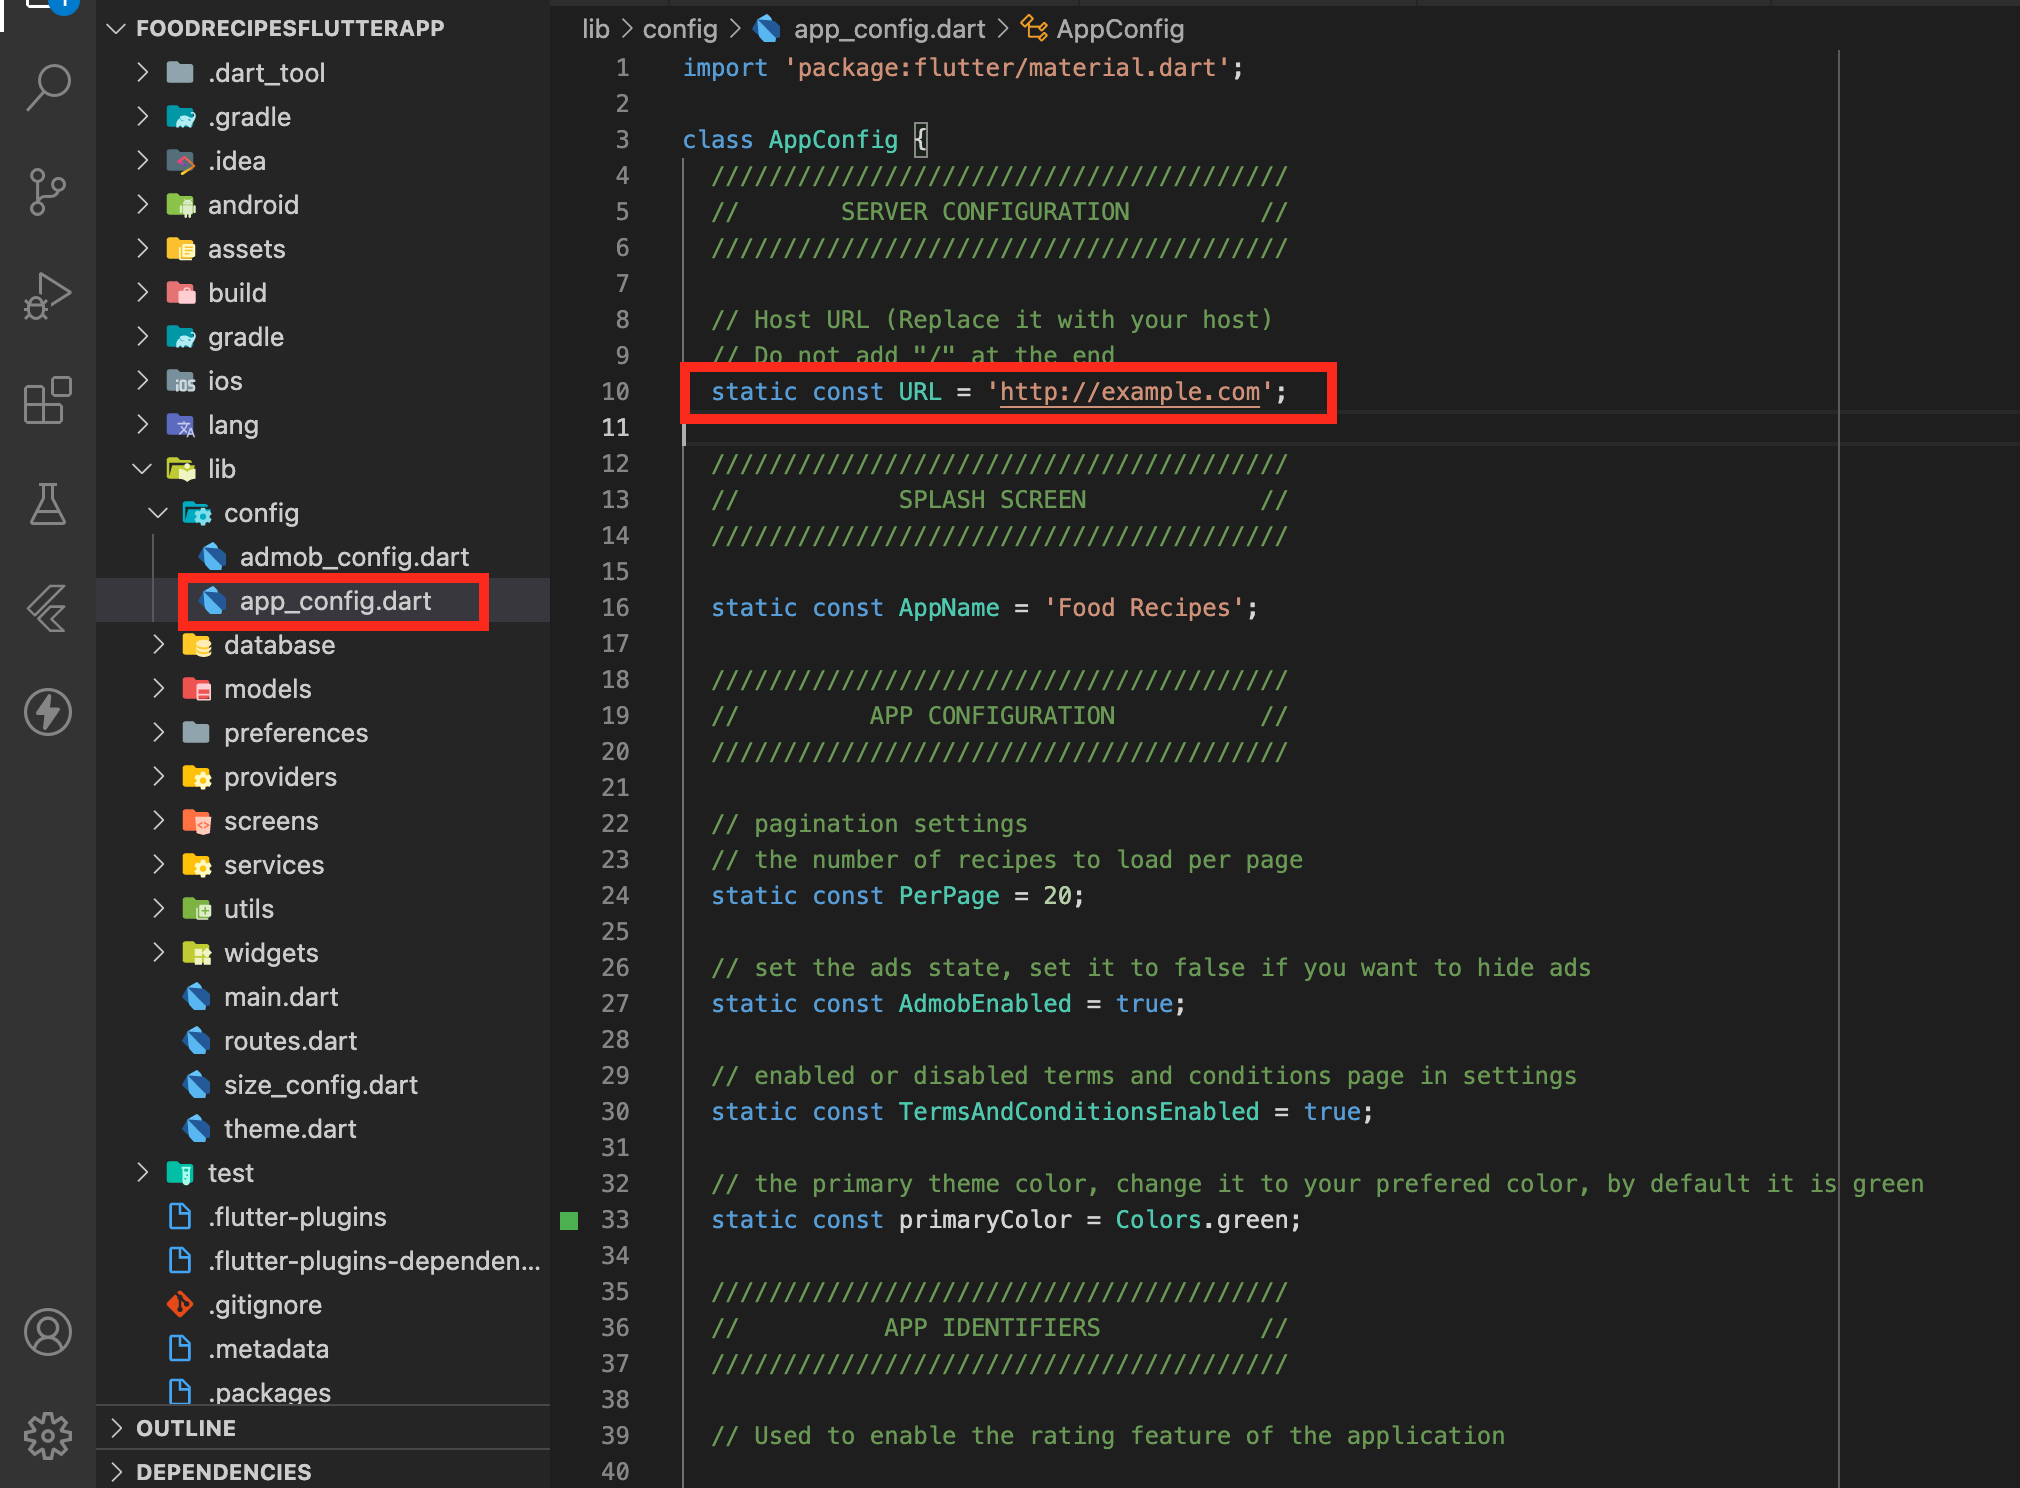 FOODRECIPESFLUTTERAPP
.dart_tool
.gradle
.idea
android
assets
build
gradle
ios
lang
lib
config
admob_config.dart
app_config.dart
database
models
preferences
providers
screens
services
utils
widgets
main.dart
routes.dart
size_config.dart
theme.dart
test
.flutter-plugins
.flutter-plugins-dependen...
.gitignore
.metadata
.packages
OUTLINE
DEPENDENCIES
lib > config > app_config.dart > AppConfig
1 import 'package:flutter/material.dart';
2
3 class AppConfig {
4 ////////////////////////////////////////
5 // SERVER CONFIGURATION //
6 ////////////////////////////////////////
7
8 // Host URL (Replace it with your host)
9 // Do not add "/" at the end
10 static const URL = 'http://example.com';
11
12 ////////////////////////////////////////
13 // SPLASH SCREEN //
14 ////////////////////////////////////////
15
16 static const AppName = 'Food Recipes';
17
18 ////////////////////////////////////////
19 // APP CONFIGURATION //
20 ////////////////////////////////////////
21
22 // pagination settings
23 // the number of recipes to load per page
24 static const PerPage = 20;
25
26 // set the ads state, set it to false if you want to hide ads
27 static const AdmobEnabled = true;
28
29 // enabled or disabled terms and conditions page in settings
30 static const TermsAndConditionsEnabled = true;
31
32 // the primary theme color, change it to your prefered color, by default it is green
33 static const primaryColor = Colors.green;
34
35 ////////////////////////////////////////
36 // APP IDENTIFIERS //
37 ////////////////////////////////////////
38
39 // Used to enable the rating feature of the application
40